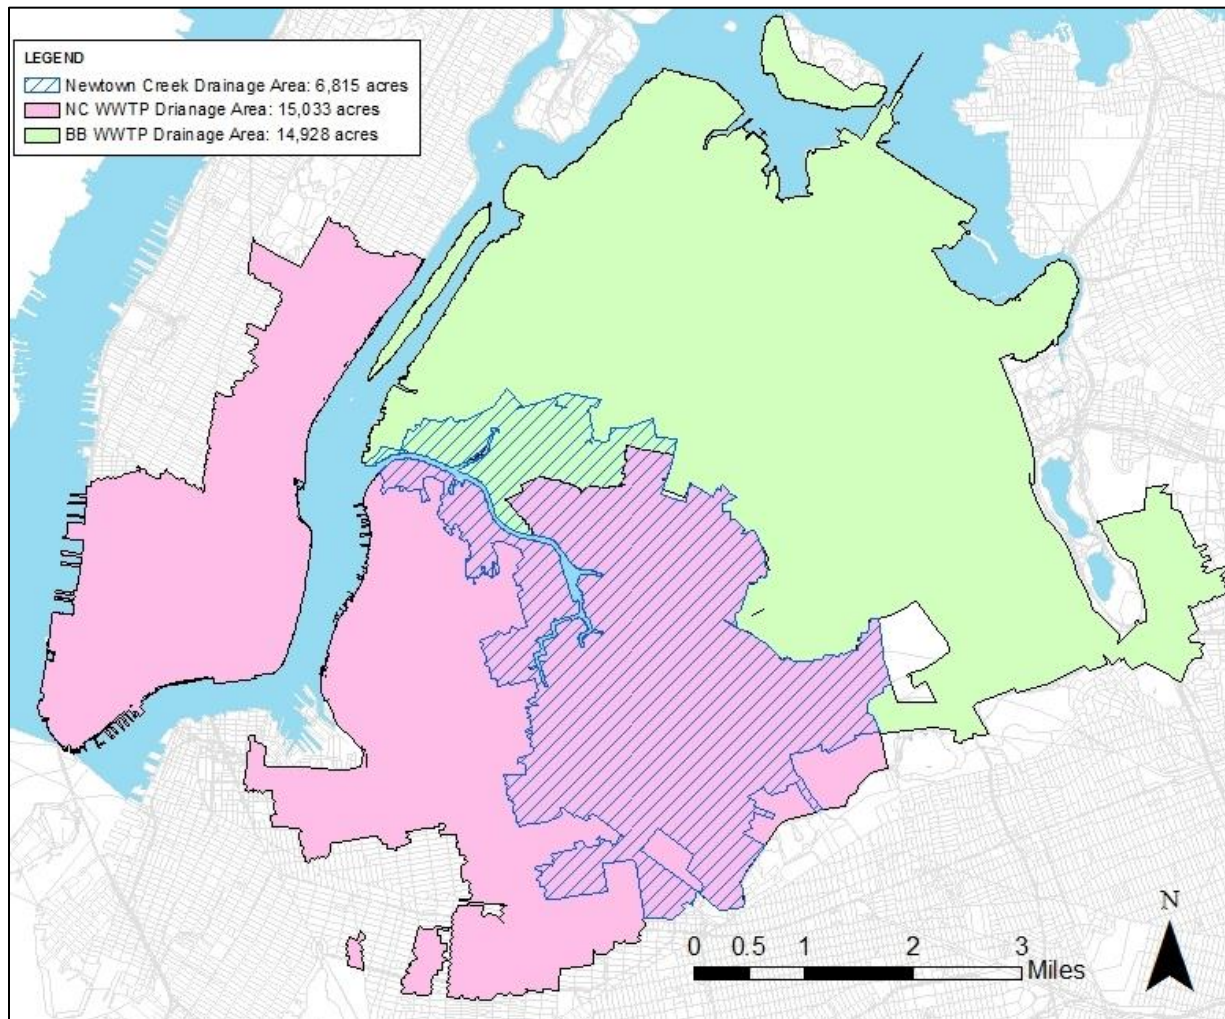 LEGEND
Newtown Creek Drainage Area: 6,815 acres
NC WWTP Drianage Area: 15,033 acres
BB WWTP Drainage Area: 14,928 acres
N
0 0.5 1 2 3
Miles